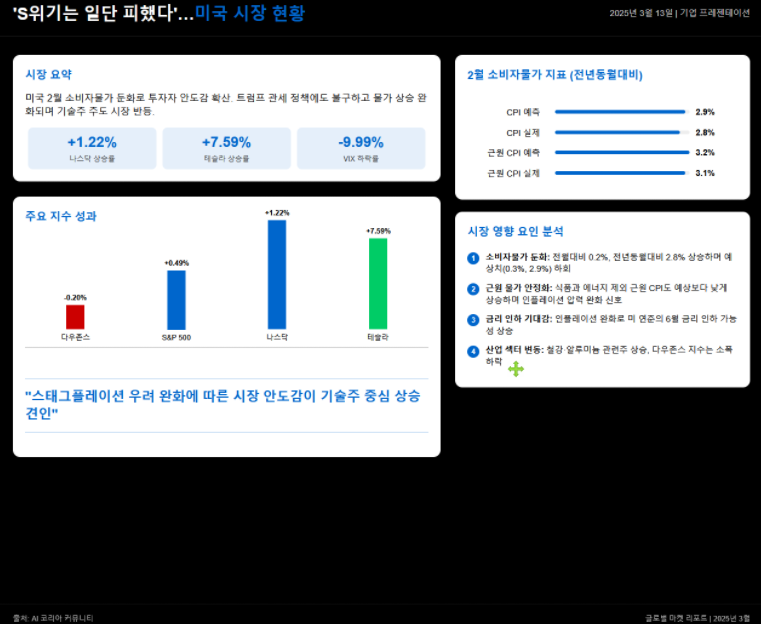 'S위기는 일단 피했다'...미국 시장 현황
2025년 3월 13일 | 기업 프레젠테이션
시장 요약
미국 2월 소비자물가 둔화로 투자자 안도감 확산. 트럼프 관세 정책에도 불구하고 물가 상승 완
화되며 기술주 주도 시장 반등.
+1.22%
나스닥 상승률
+7.59%
테슬라 상승률
-9.99%
VIX 하락률
주요 지수 성과
-0.20%
다우존스
+0.49%
S&P 500
+1.22%
나스닥
+7.59%
테슬라
"스태그플레이션 우려 완화에 따른 시장 안도감이 기술주 중심 상승
견인"
2월 소비자물가 지표 (전년동월대비)
CPI 예측 2.9%
CPI 실제 2.8%
근원 CPI 예측 3.2%
근원 CPI 실제 3.1%
시장 영향 요인 분석
1 소비자물가 둔화: 전월대비 0.2%, 전년동월대비 2.8% 상승하며 예
상치(0.3%, 2.9%) 하회
2 근원 물가 안정화: 식품과 에너지 제외 근원 CPI도 예상보다 낮게
상승하며 인플레이션 압력 완화 신호
3 금리 인하 기대감: 인플레이션 완화로 미 연준의 6월 금리 인하 가능
성 상승
4 산업 섹터 변동: 철강·알루미늄 관련주 상승, 다우존스 지수는 소폭
하락
출처: AI 코리아 커뮤니티
글로벌 마켓 리포트 | 2025년 3월